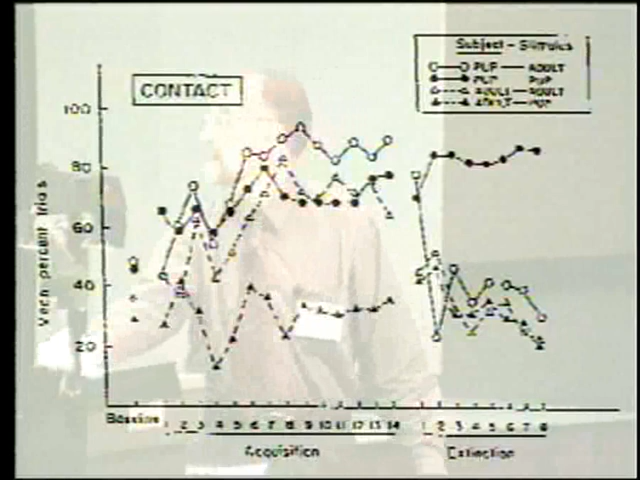 Subject - Stimulus
PUP — ADULT
PUP PUP
ADULT — ADULT
ADULT — PUP
CONTACT
100
80
60
40
20
percent trials
Baseline
1 2 3 4 5 6 7 8 9 10 11 12 13 14
1 2 3 4 5 6 7 8
Acquisition
Extinction